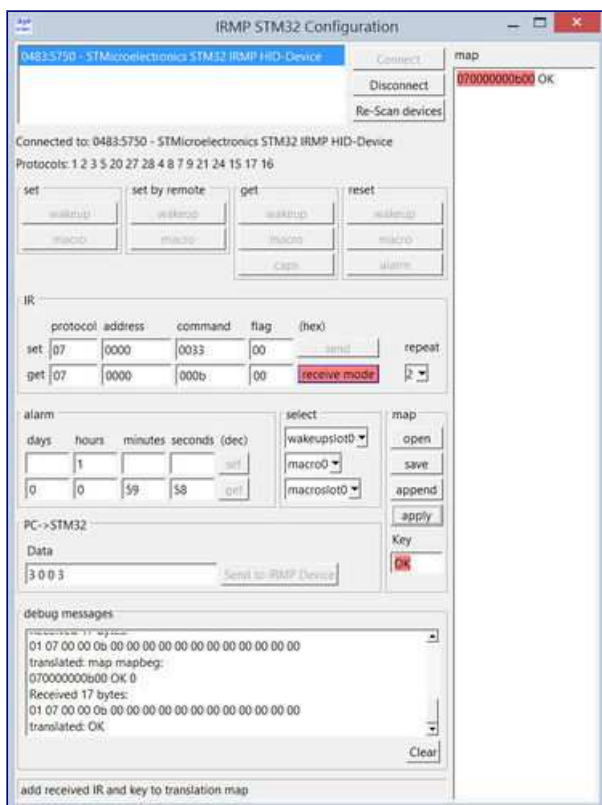 IRMP STM32 Configuration
0483:5750 - STMicroelectronics STM32 IRMP HID-Device
Connect
Disconnect
Re-Scan devices
map
070000000b00 OK
Connected to: 0483:5750 - STMicroelectronics STM32 IRMP HID-Device
Protocols: 1 2 3 5 20 27 28 4 8 7 9 21 24 15 17 16
set
set by remote
get
reset
wakeup
wakeup
wakeup
wakeup
macro
macro
macro
macro
caps
alarm
IR
protocol address command flag (hex)
set 07 0000 0033 00 send repeat
get 07 0000 000b 00 receive mode 2
alarm
days hours minutes seconds (dec)
1 set
0 0 59 58 get
select
wakeupslot0
macro0
macroslot0
map
open
save
append
apply
Key
OK
PC->STM32
Data
3 0 0 3 Send to IRMP Device
debug messages
Received 17 bytes:
01 07 00 00 0b 00 00 00 00 00 00 00 00 00 00 00 00
translated: map mapbeg:
070000000b00 OK 0
Received 17 bytes:
01 07 00 00 0b 00 00 00 00 00 00 00 00 00 00 00 00
translated: OK
Clear
add received IR and key to translation map